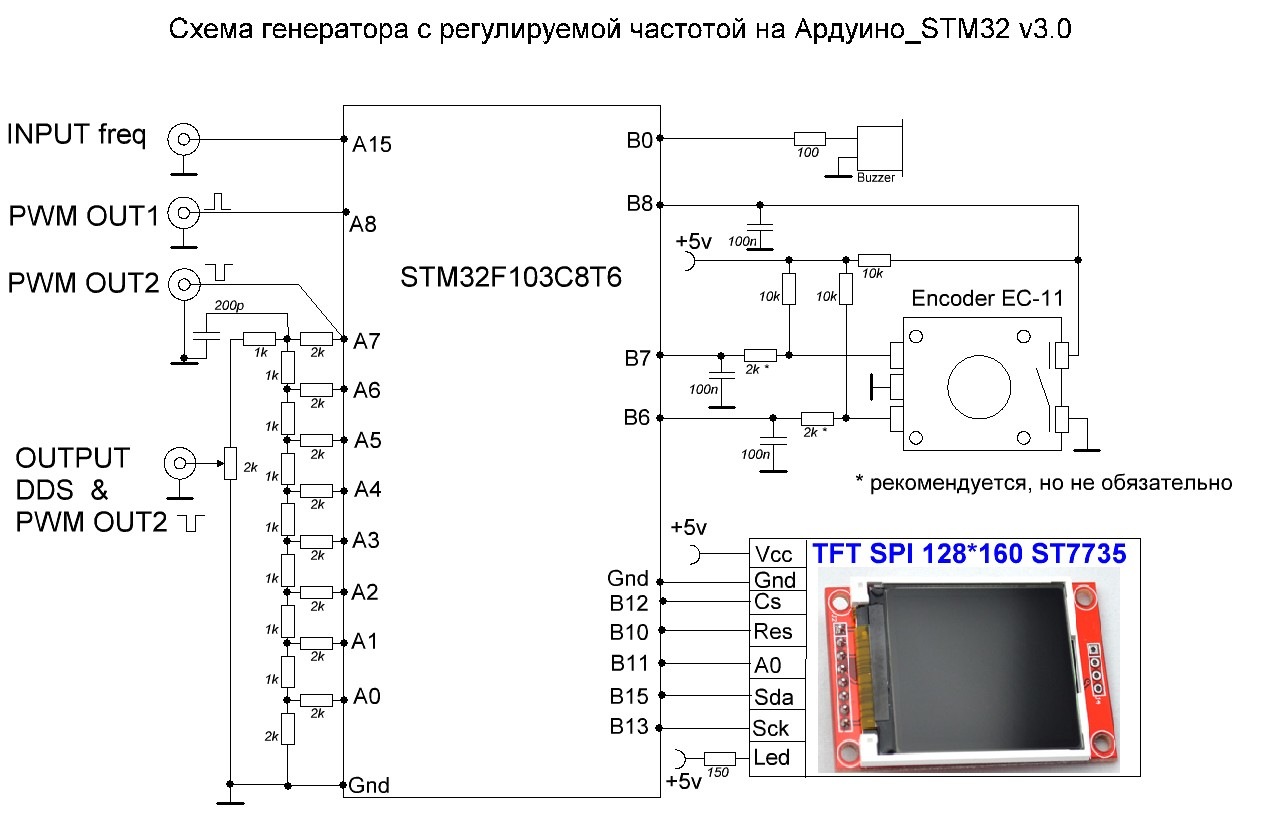 Схема генератора с регулируемой частотой на Ардуино_STM32 v3.0
INPUT freq
A15
B0
100
Buzzer
PWM OUT1
A8
B8
100n
+5v
10k
PWM OUT2
STM32F103C8T6
10k
10k
Encoder EC-11
200p
1k
2k
A7
B7
2k *
100n
1k
2k
A6
B6
2k *
100n
1k
2k
A5
OUTPUT
DDS &
PWM OUT2
2k
1k
2k
A4
* рекомендуется, но не обязательно
1k
2k
A3
+5v
Vcc
TFT SPI 128*160 ST7735
1k
2k
A2
Gnd
Gnd
B12
Cs
1k
2k
A1
B10
Res
B11
A0
1k
2k
A0
B15
Sda
2k
B13
Sck
+5v
150
Led
Gnd